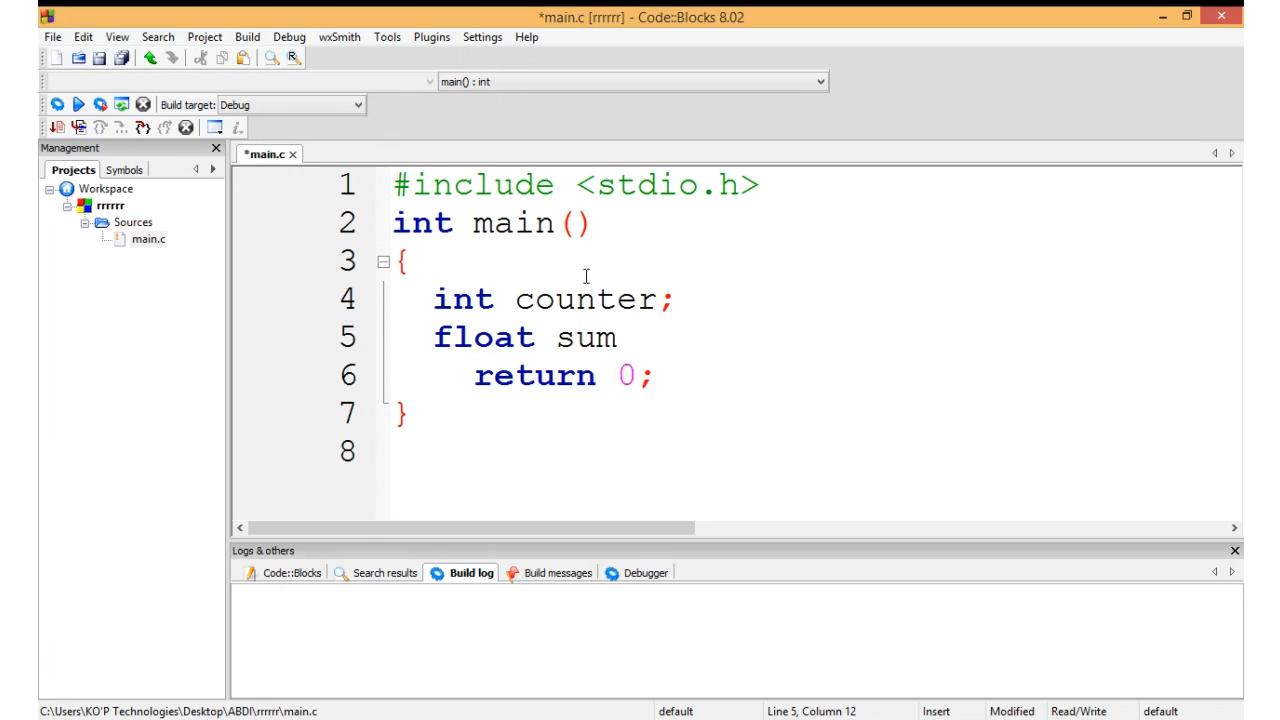 *main.c [rrrrrr] - Code::Blocks 8.02
File Edit View Search Project Build Debug wxSmith Tools Plugins Settings Help
main() : int
Build target: Debug
Management
Projects Symbols
*main.c
Workspace
rrrrrr
Sources
main.c
1 #include <stdio.h>
2 int main()
3 {
4 int counter;
5 float sum
6 return 0;
7 }
8
Logs & others
Code::Blocks Search results Build log Build messages Debugger
C:\Users\KO'P Technologies\Desktop\ABDI\rrrrrr\main.c default Line 5, Column 12 Insert Modified Read/Write default